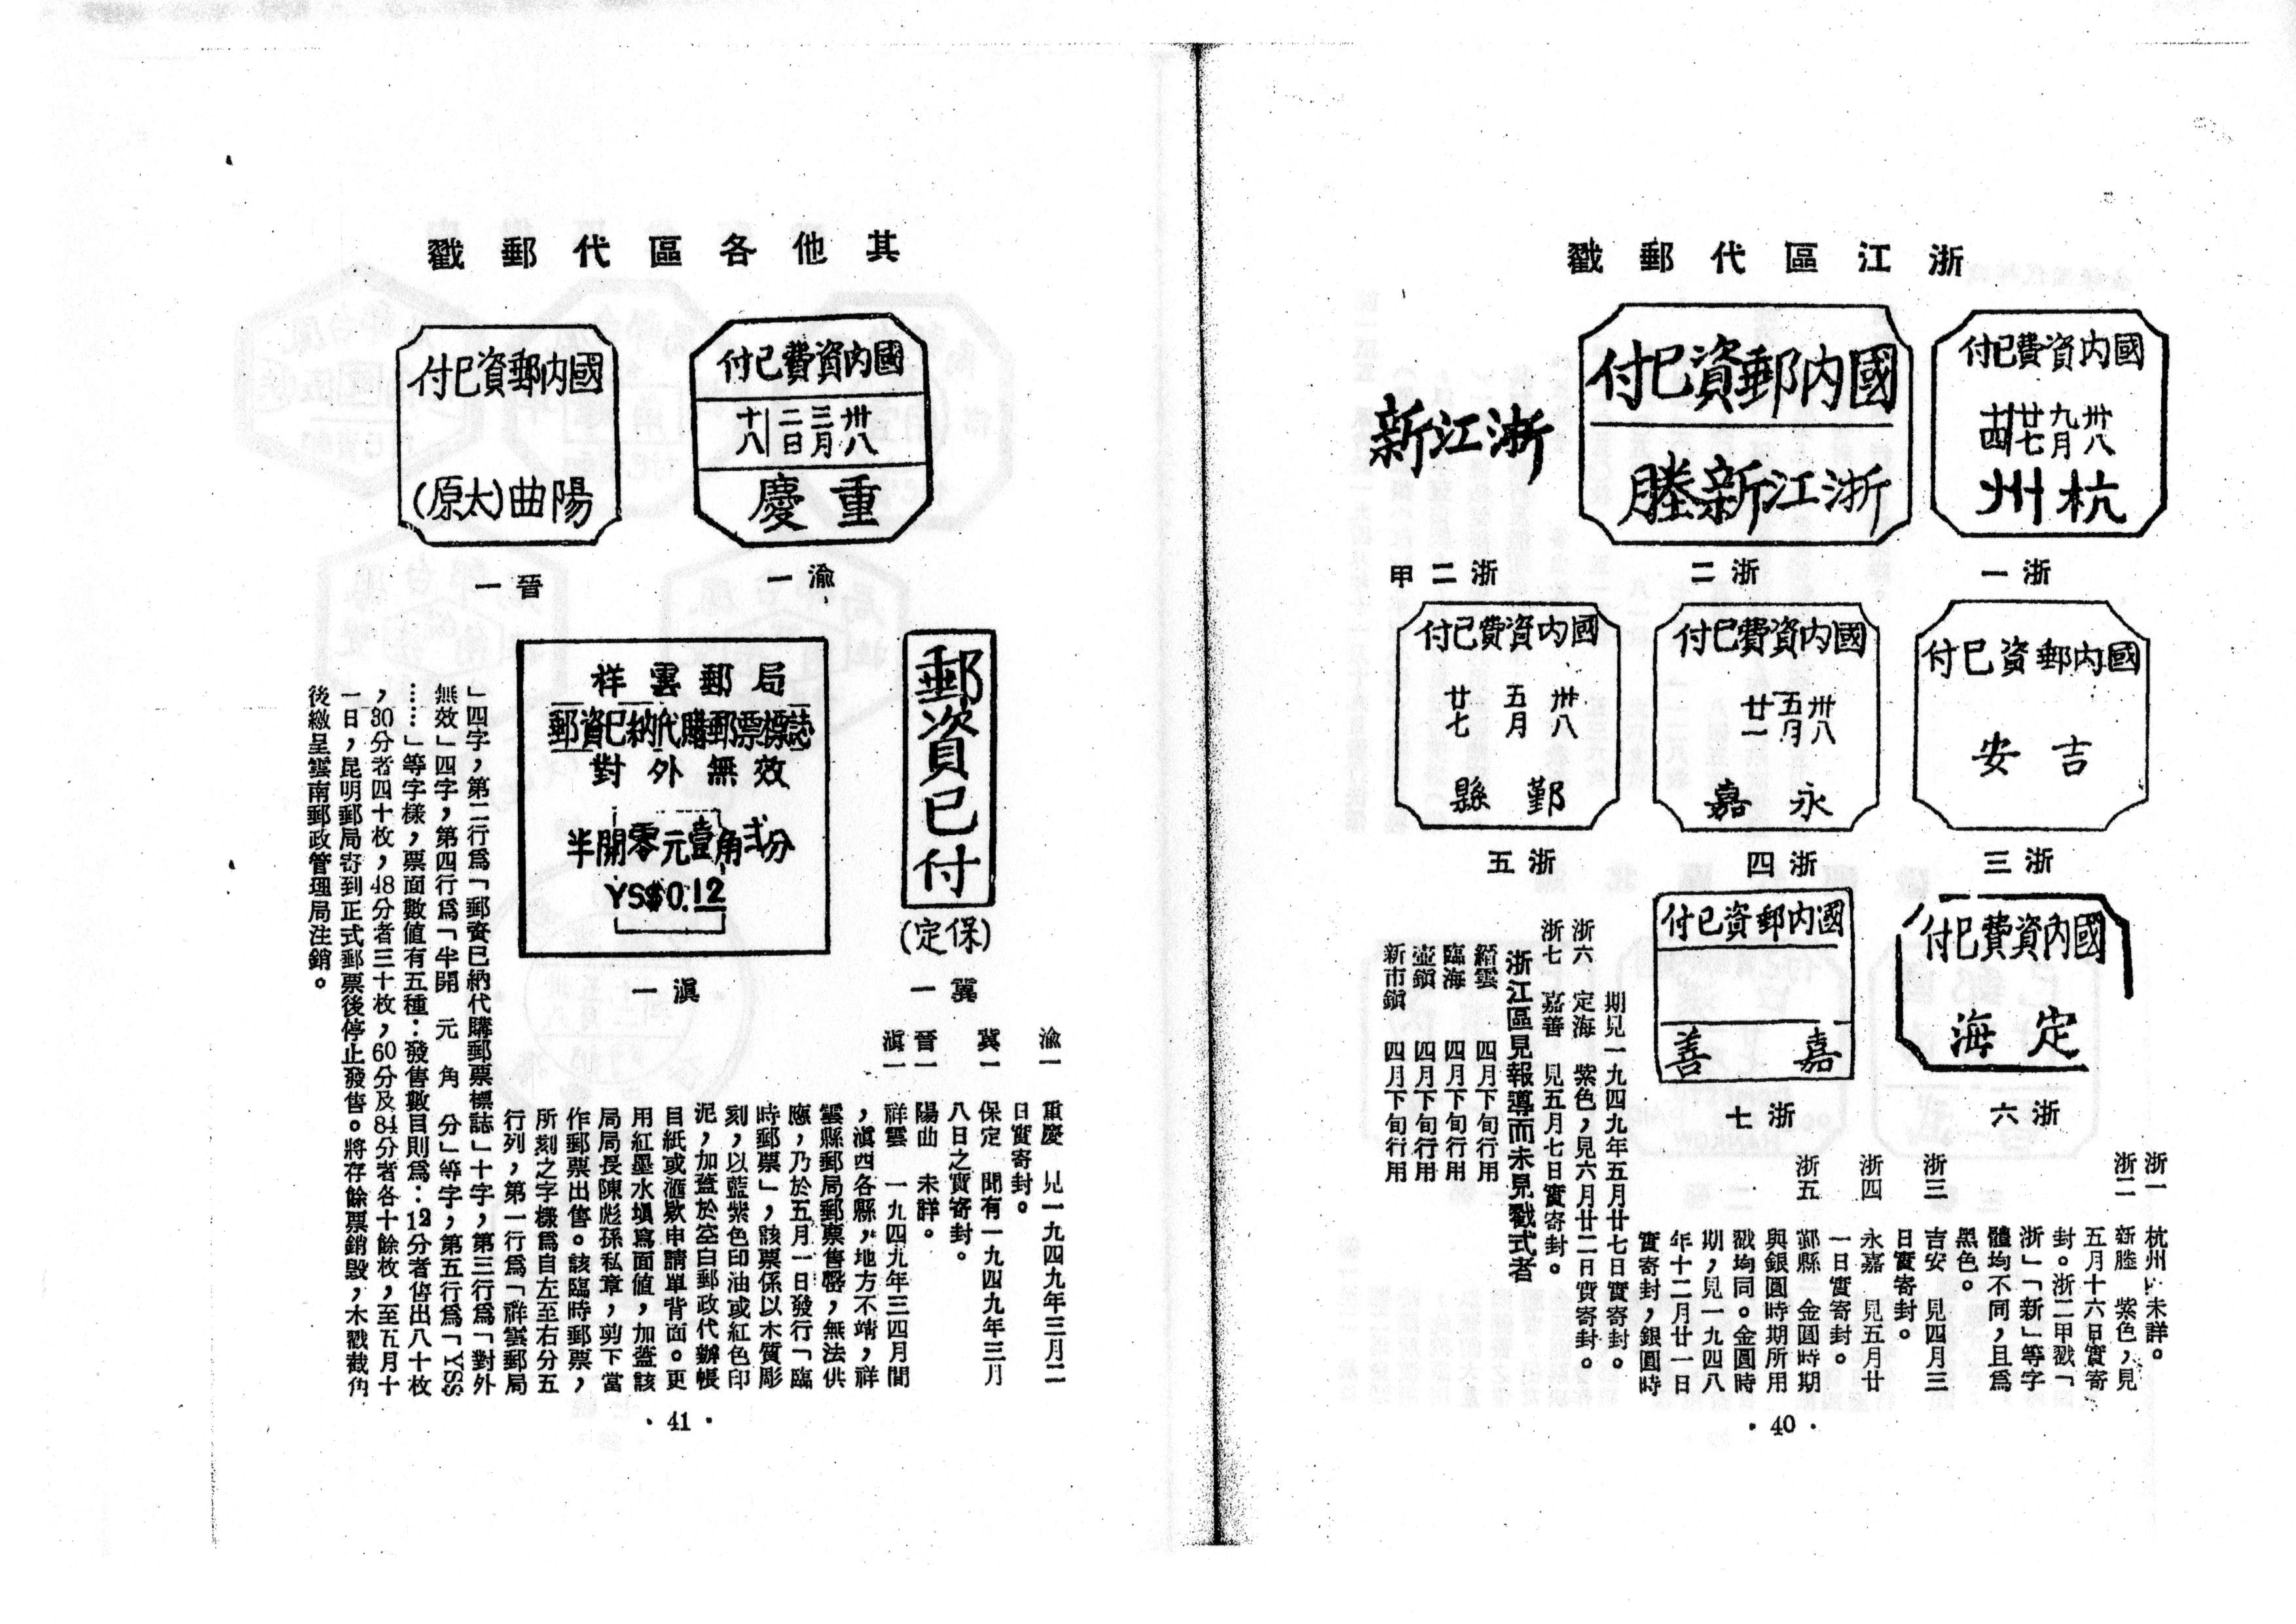 浙江區代郵戳
國內資費已付
卅八 九月 廿七 十四
杭州
浙一
國內郵資已付
浙江新塍
浙二
浙江新
浙二甲
國內郵資已付
吉安
浙三
國內資費已付
卅八 五月 廿一
永嘉
浙四
國內資費已付
卅八 五月 廿七
鄞縣
浙五
國內資費已付
定海
浙六
國內郵資已付
嘉善
浙七
浙一 杭州 未詳。
浙二 新塍 紫色,見
五月十六日實寄
封。浙二甲戳「
浙」「新」等字
體均不同,且為
黑色。
浙三 吉安 見四月三
日實寄封。
浙四 永嘉 見五月廿
一日實寄封。
浙五 鄞縣 金圓時期
與銀圓時期所用
戳均同。金圓時
期,見一九四八
年十二月廿一日
實寄封,銀圓時
期見一九四九年五月廿七日實寄封。
浙六 定海 紫色,見六月廿二日實寄封。
浙七 嘉善 見五月七日實寄封。
浙江區見報導而未見戳式者
縉雲 四月下旬行用
臨海 四月下旬行用
壺鎮 四月下旬行用
新市鎮 四月下旬行用
·40·
其他各區代郵戳
國內資費已付
卅八 三月 二日 十八
重慶
渝一
國內郵資已付
陽曲(太原)
晉一
郵資已付
(保定)
冀一
祥雲郵局
郵資已納代購郵票標誌
對外無效
半開零元壹角弍分
YS$0.12
滇一
渝一 重慶 見一九四九年三月二
日實寄封。
冀一 保定 聞有一九四九年三月
八日之實寄封。
晉一 陽曲 未詳。
滇一 祥雲 一九四九年三四月間
,滇西各縣,地方不靖,祥
雲縣郵局郵票售罄,無法供
應,乃於五月一日發行「臨
時郵票」,該票係以木質彫
刻,以藍紫色印油或紅色印
泥,加蓋於空白郵政代辦帳
目紙或滙欵申請單背面。更
用紅墨水填寫面值,加蓋該
局局長陳彪孫私章,剪下當
作郵票出售。該臨時郵票,
所刻之字樣為自左至右分五
行列,第一行為「祥雲郵局
」四字,第二行為「郵資已納代購郵票標誌」十字,第三行為「對外
無效」四字,第四行為「半開 元 角 分」等字,第五行為「YS$
……」等字樣,票面數值有五種:發售數目則為:12分者售出八十枚
,30分者四十枚,48分者三十枚,60分及84分者各十餘枚,至五月十
一日,昆明郵局寄到正式郵票後停止發售。將存餘票銷毀,木戳截角
後繳呈雲南郵政管理局注銷。
·41·